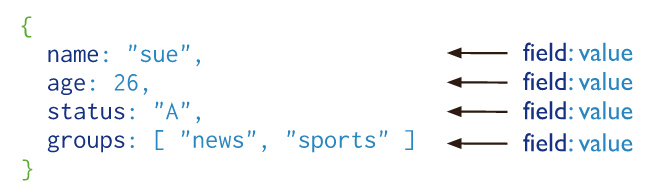 {
name: "sue", field: value
age: 26, field: value
status: "A", field: value
groups: [ "news", "sports" ] field: value
}